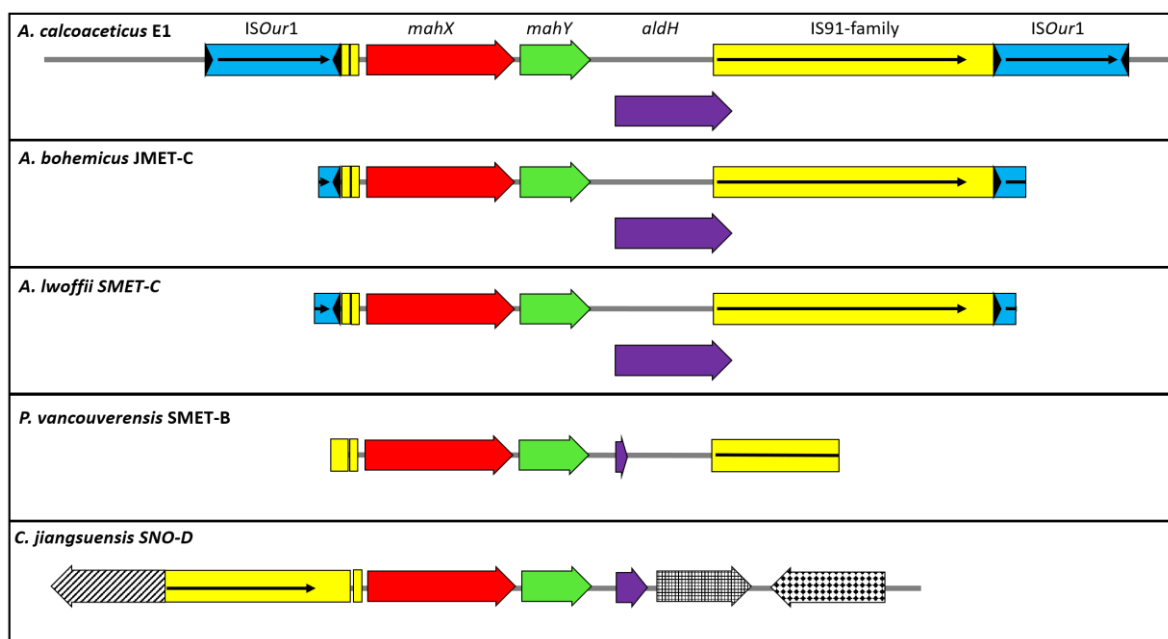 A. calcoaceticus E1 ISOur1 mahX mahY aldH IS91-family ISOur1
A. bohemicus JMET-C
A. lwoffii SMET-C
P. vancouverensis SMET-B
C. jiangsuensis SNO-D